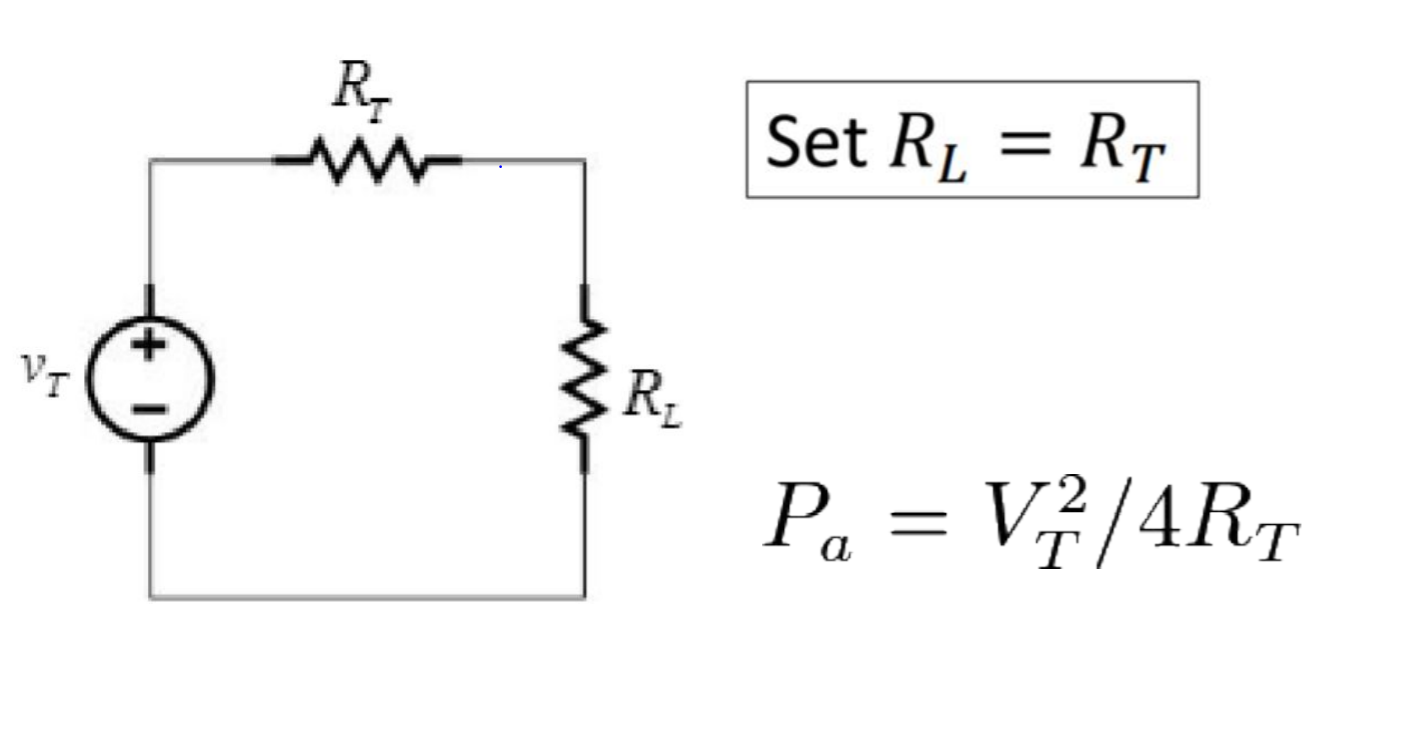 R_T
Set R_L = R_T
+
v_T
−
R_L
P_a = V_T^2/4R_T